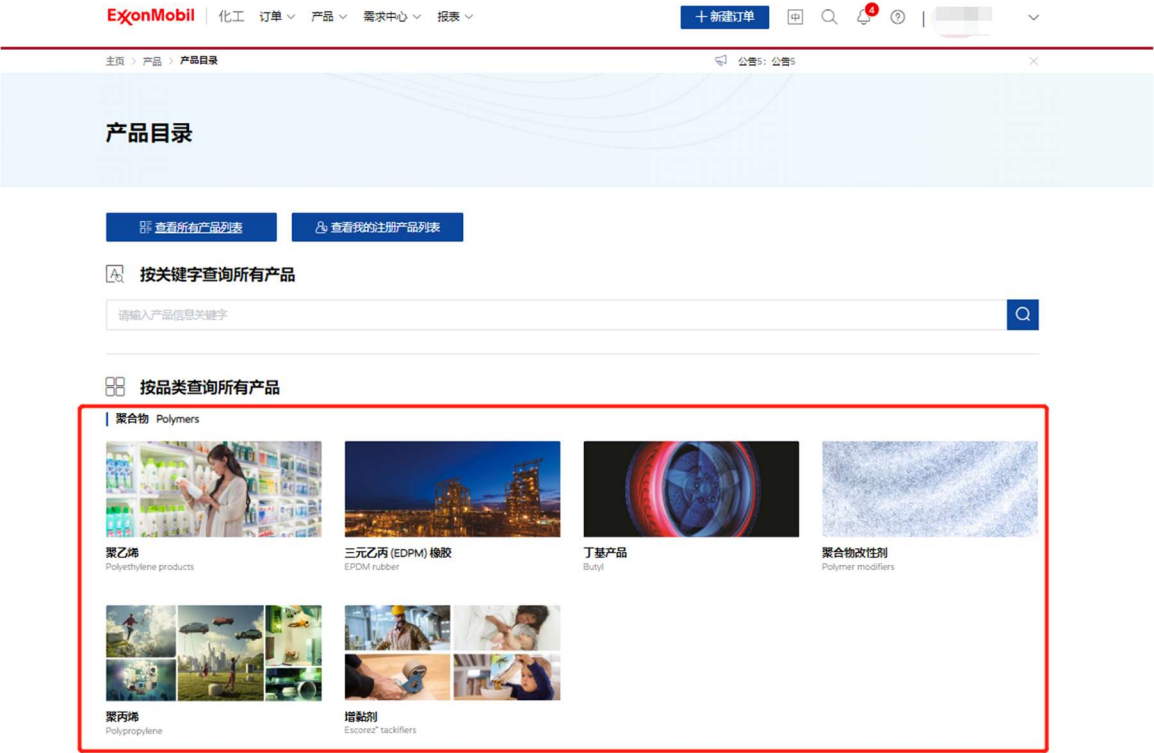 ExxonMobil 化工 订单 产品 需求中心 报表 新建订单 中 4
主页 > 产品 > 产品目录 公告5：公告5
产品目录
查看所有产品列表 查看我的注册产品列表
按关键字查询所有产品
请输入产品信息关键字
按品类查询所有产品
聚合物 Polymers
聚乙烯 三元乙丙 (EDPM) 橡胶 丁基产品 聚合物改性剂
Polyethylene products EPDM rubber Butyl Polymer modifiers
聚丙烯 增黏剂
Polypropylene Escorez™ tackifiers